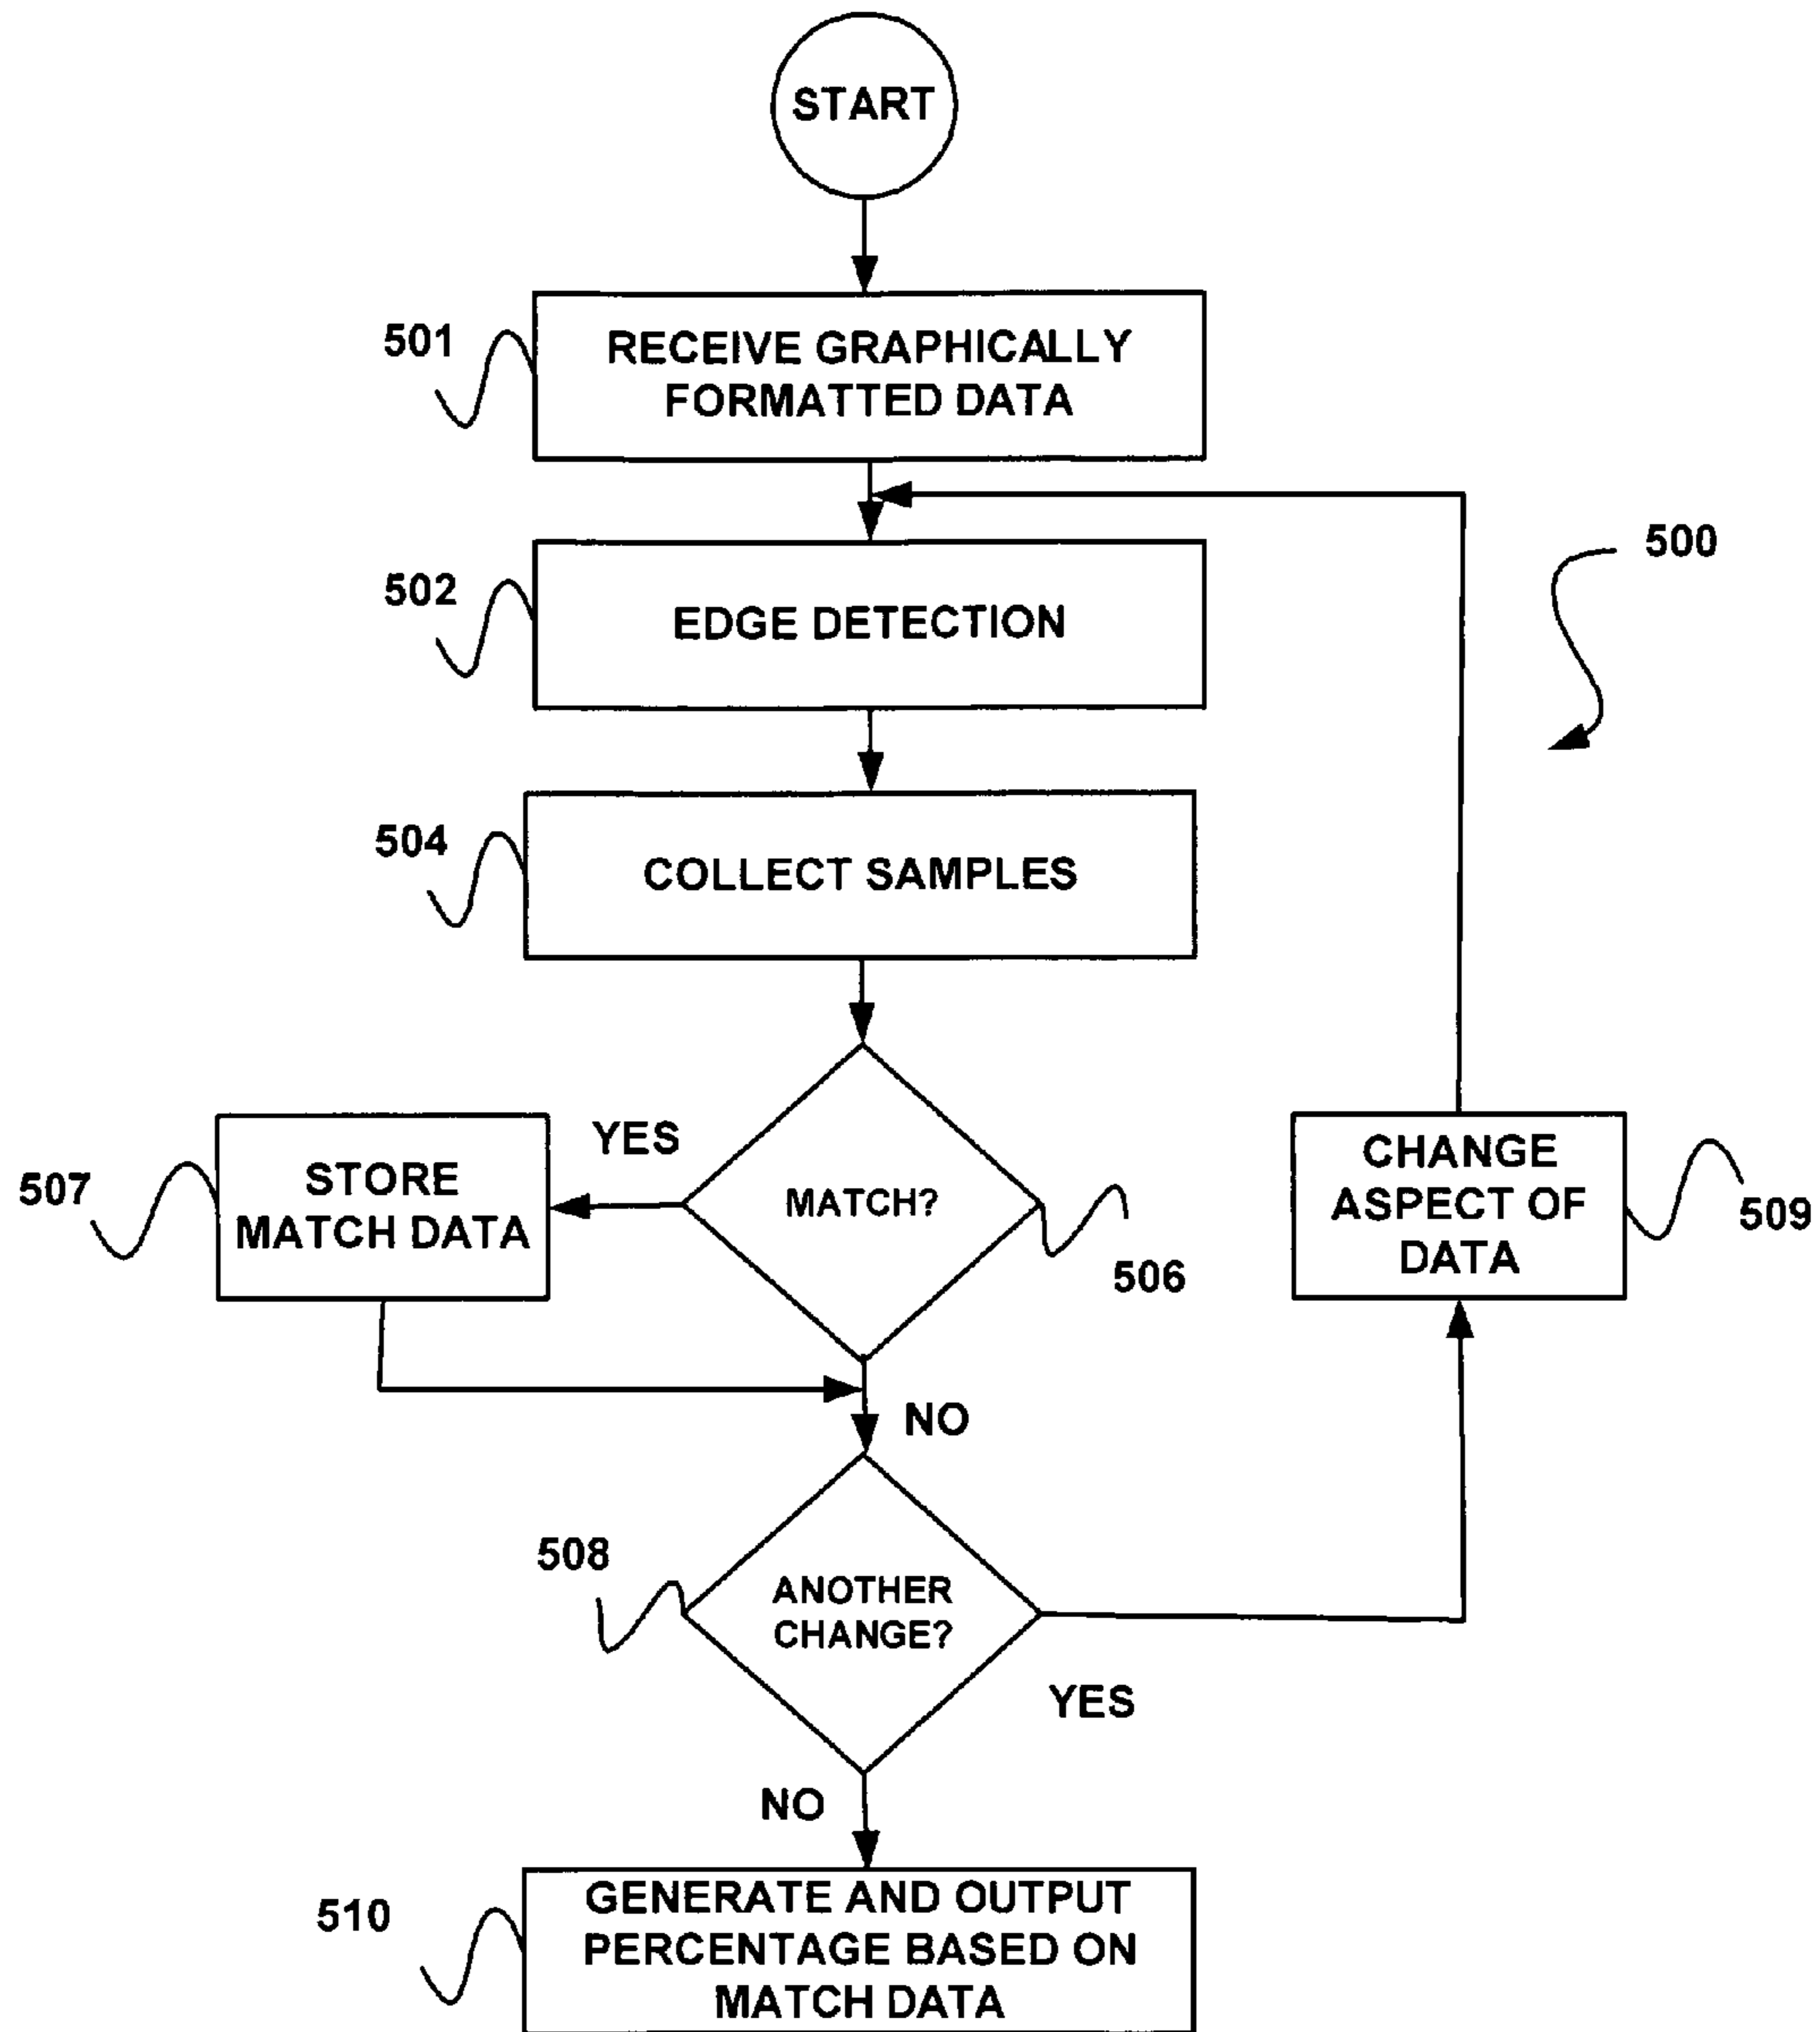 START
501
RECEIVE GRAPHICALLY
FORMATTED DATA
500
502
EDGE DETECTION
504
COLLECT SAMPLES
YES
507
STORE
MATCH DATA
MATCH?
506
CHANGE
ASPECT OF
DATA
509
NO
508
ANOTHER
CHANGE?
YES
NO
510
GENERATE AND OUTPUT
PERCENTAGE BASED ON
MATCH DATA